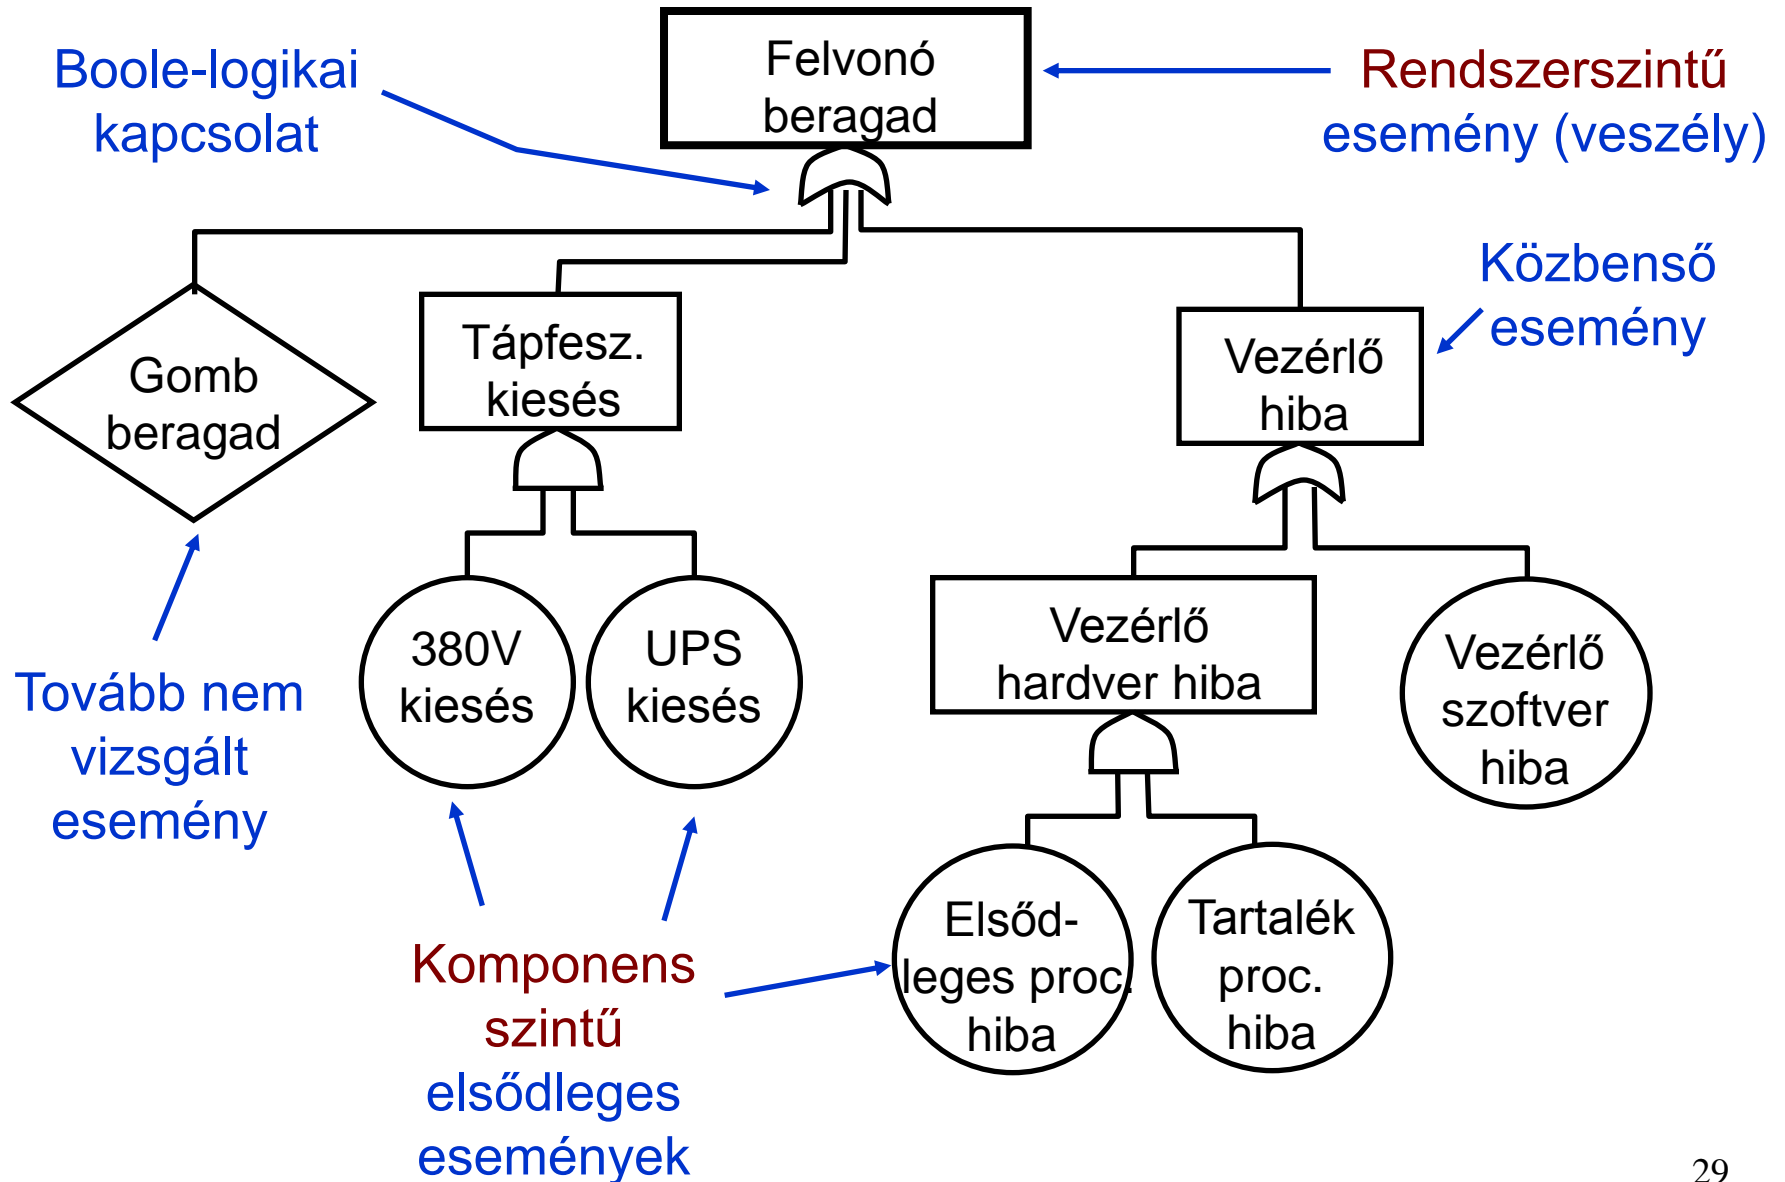 Boole-logikai
kapcsolat
Felvonó
beragad
Rendszerszintű
esemény (veszély)
Közbenső
esemény
Gomb
beragad
Tápfesz.
kiesés
Vezérlő
hiba
380V
kiesés
UPS
kiesés
Vezérlő
hardver hiba
Vezérlő
szoftver
hiba
Tovább nem
vizsgált
esemény
Elsőd-
leges proc.
hiba
Tartalék
proc.
hiba
Komponens
szintű
elsődleges
események
29